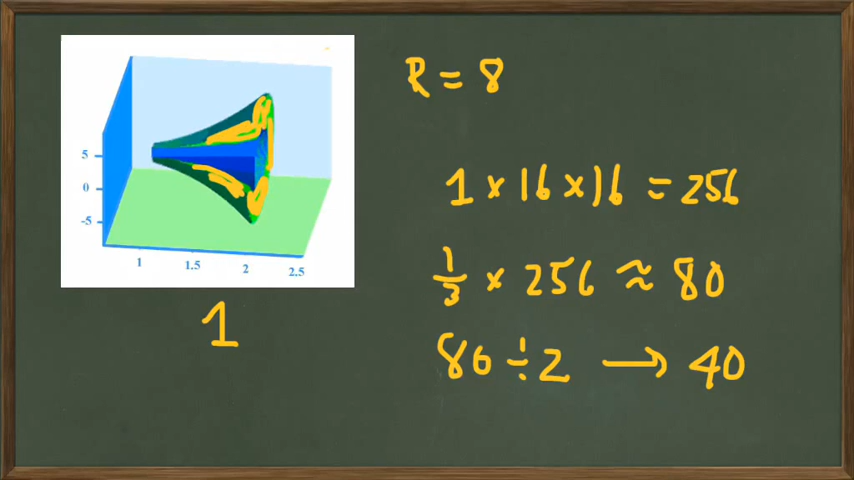 R = 8
5
0
-5
1 1.5 2 2.5
1
1 × 16 × 16 = 256
1/3 × 256 ≈ 80
80 ÷ 2 → 40